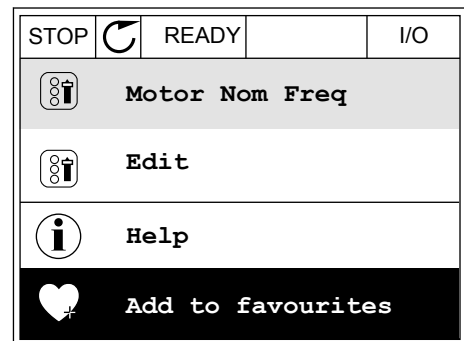 STOP READY I/O
Motor Nom Freq
Edit
Help
Add to favourites